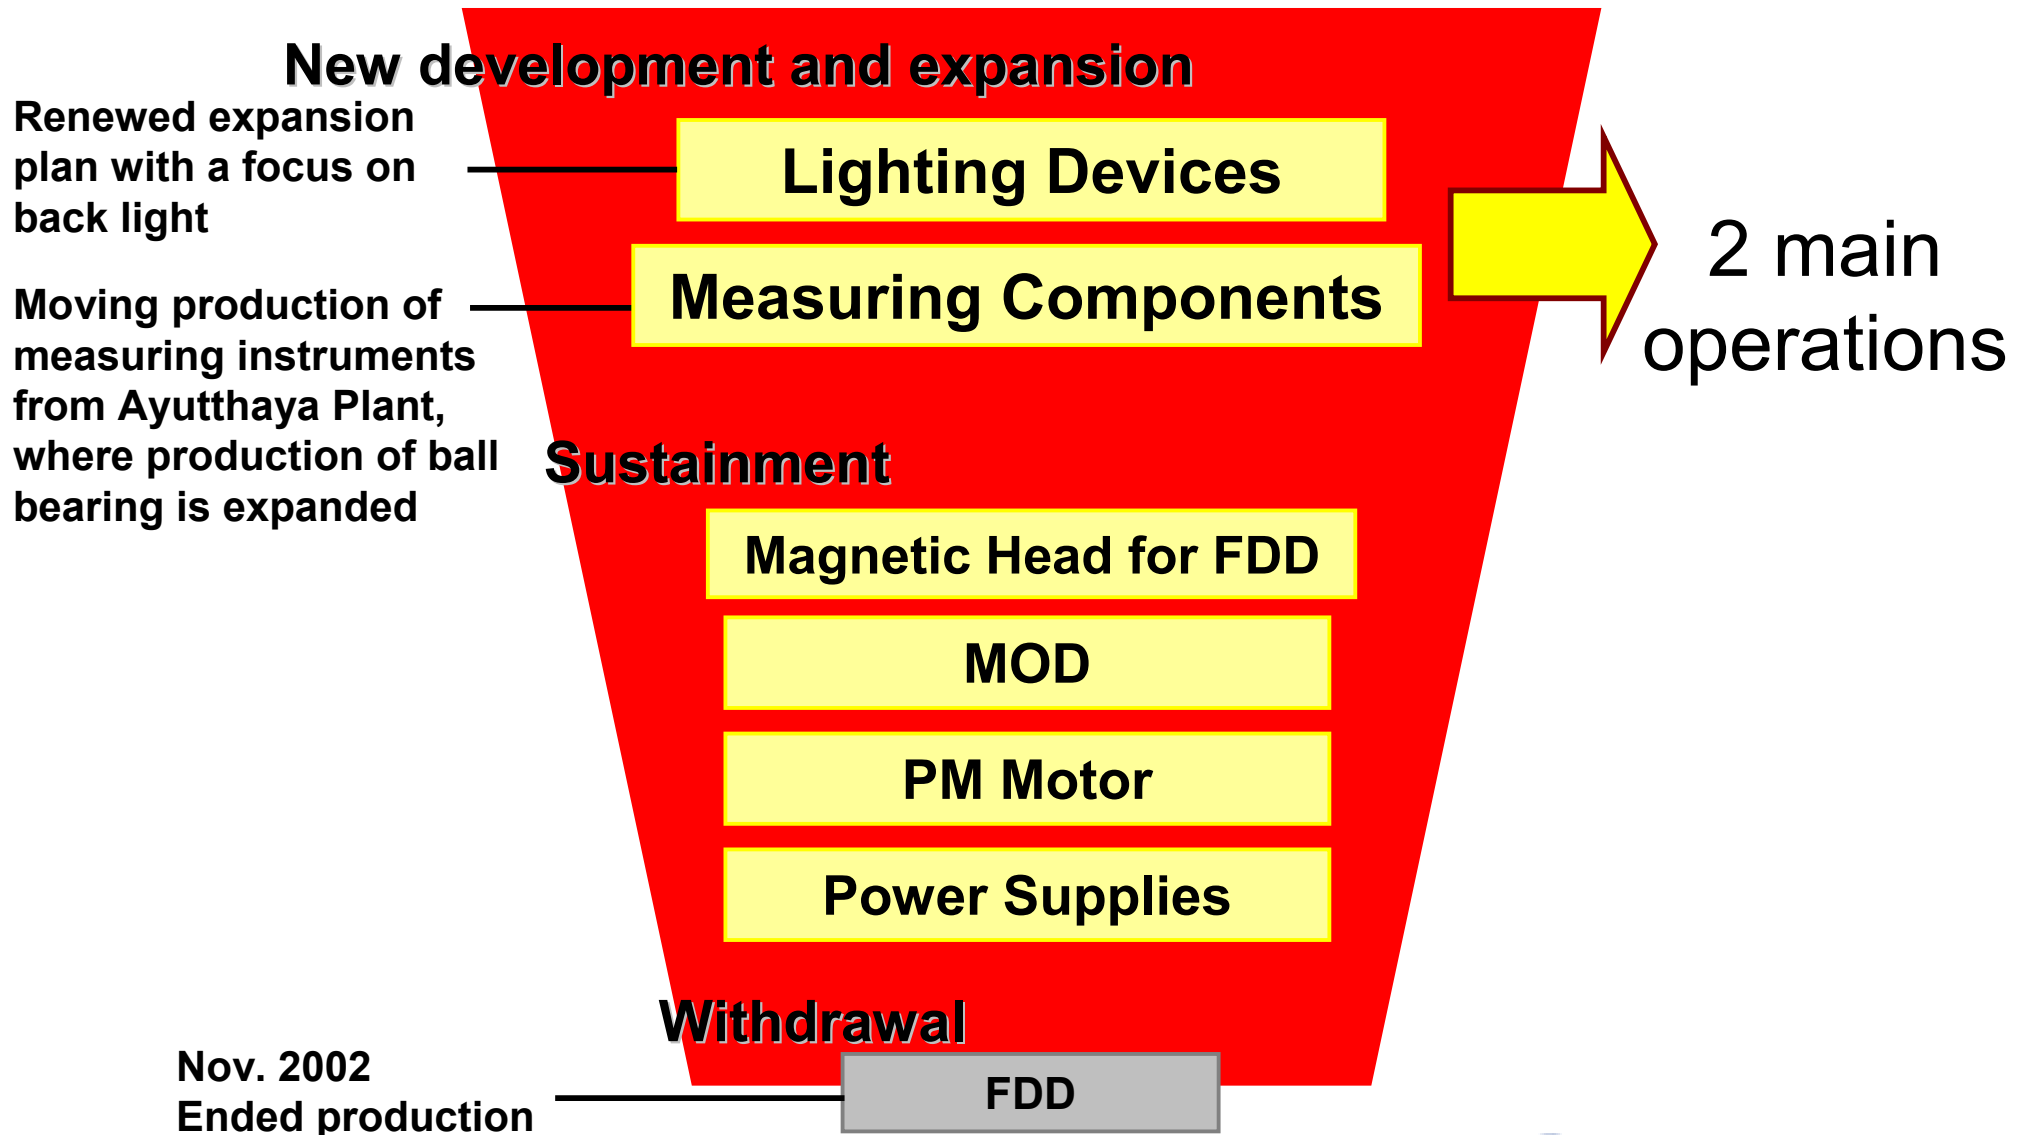 New development and expansion
Renewed expansion
plan with a focus on
back light
Lighting Devices
Measuring Components
2 main
operations
Moving production of
measuring instruments
from Ayutthaya Plant,
where production of ball
bearing is expanded
Sustainment
Magnetic Head for FDD
MOD
PM Motor
Power Supplies
Withdrawal
Nov. 2002
Ended production
FDD